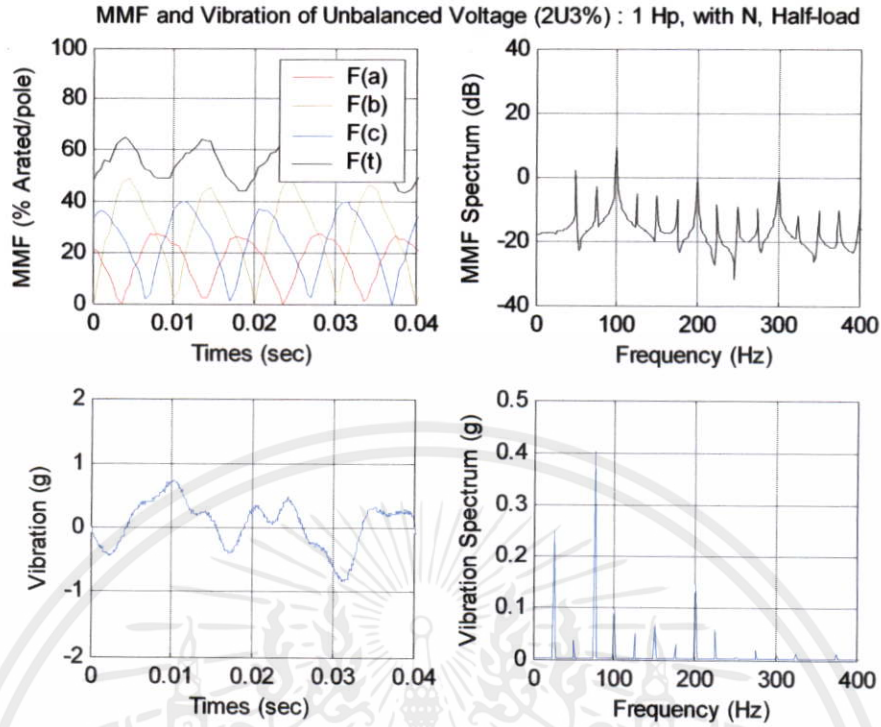 MMF and Vibration of Unbalanced Voltage (2U3%) : 1 Hp, with N, Half-load
MMF (% Arated/pole)
100
80
60
40
20
0
0 0.01 0.02 0.03 0.04
Times (sec)
F(a)
F(b)
F(c)
F(t)
MMF Spectrum (dB)
40
20
0
-20
-40
0 100 200 300 400
Frequency (Hz)
Vibration (g)
2
1
0
-1
-2
0 0.01 0.02 0.03 0.04
Times (sec)
Vibration Spectrum (g)
0.5
0.4
0.3
0.2
0.1
0
0 100 200 300 400
Frequency (Hz)